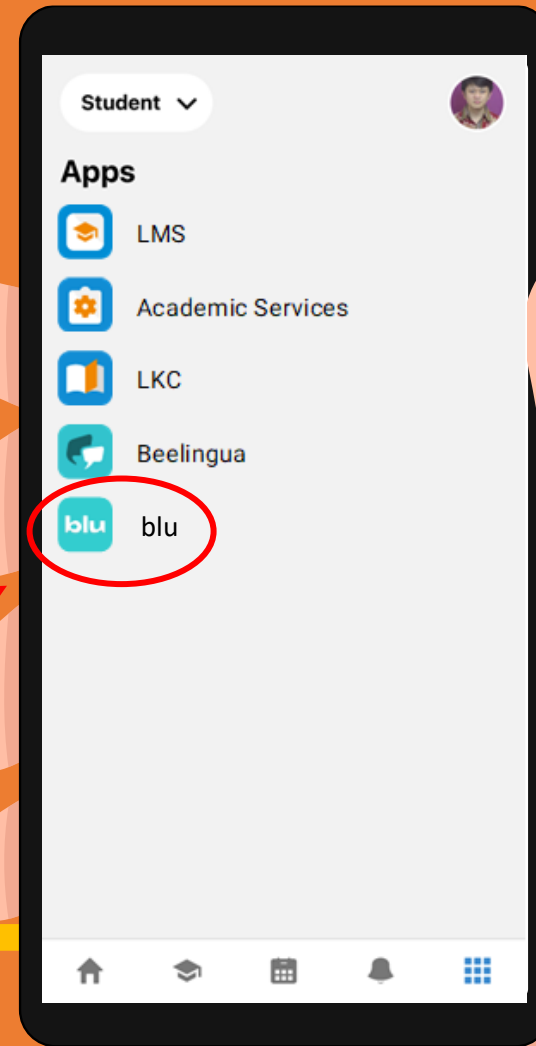 Student
Apps
LMS
Academic Services
LKC
Beelingua
blu blu